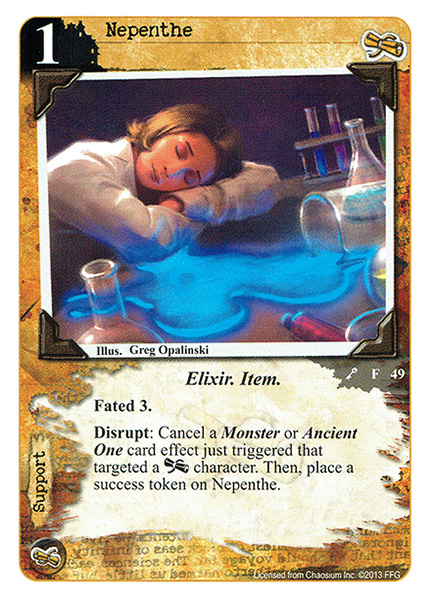 1
Nepenthe
Illus. Greg Opalinski
Elixir. Item.
F 49
Fated 3.
Disrupt: Cancel a Monster or Ancient
One card effect just triggered that
targeted a character. Then, place a
success token on Nepenthe.
Support
Licensed from Chaosium Inc. ©2013 FFG